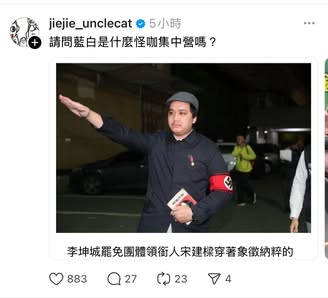 jiejie_unclecat 5小時
請問藍白是什麼怪咖集中營嗎？
李坤城罷免團體領銜人宋建樑穿著象徵納粹的
883 27 23 4